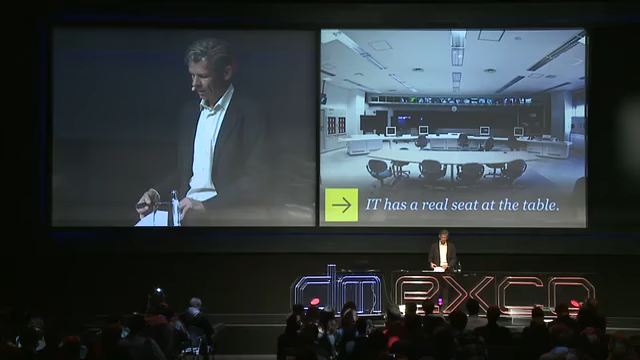 IT has a real seat at the table.
dmexco